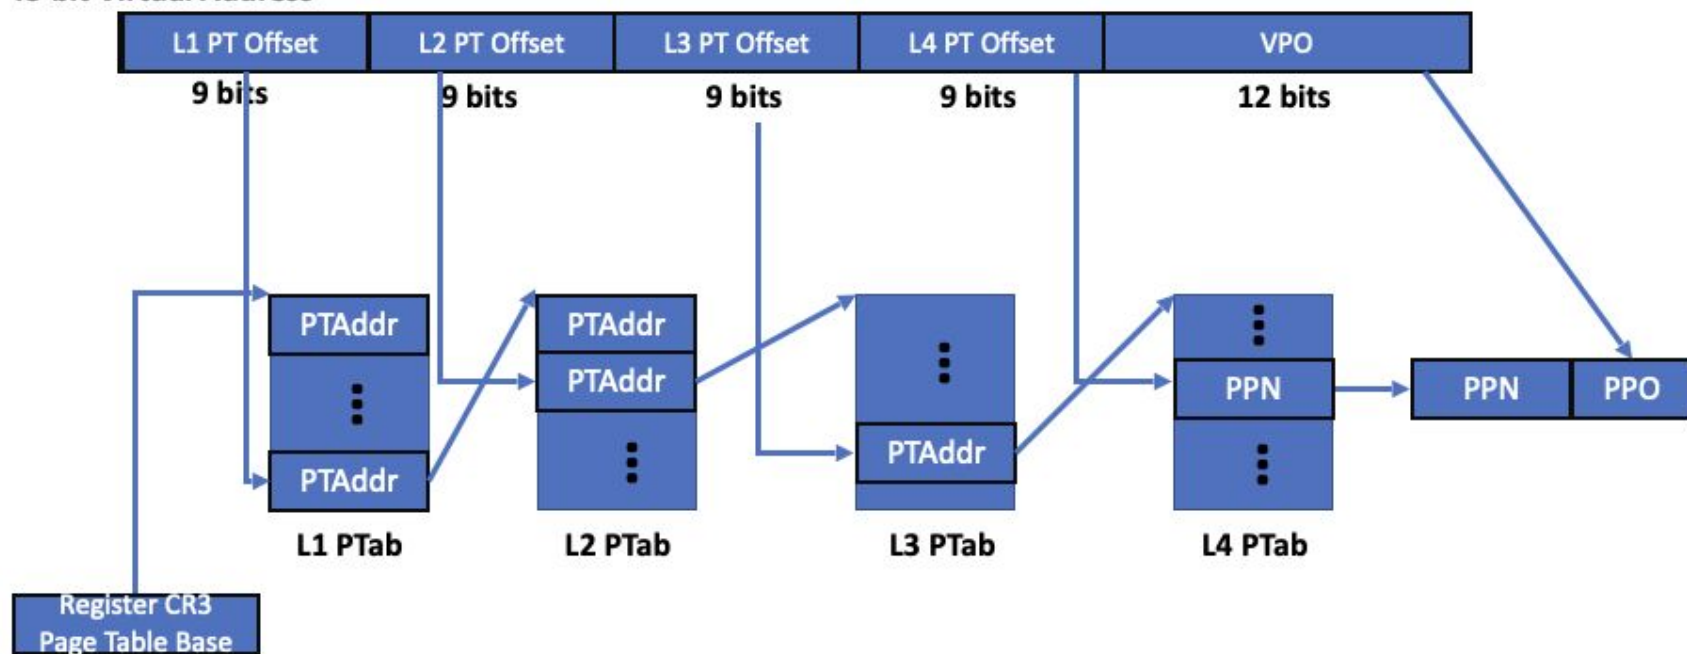 L1 PT Offset L2 PT Offset L3 PT Offset L4 PT Offset VPO
9 bits 9 bits 9 bits 9 bits 12 bits
PTAddr PTAddr
PTAddr PPN PPN PPO
PTAddr PTAddr
L1 PTab L2 PTab L3 PTab L4 PTab
Register CR3
Page Table Base